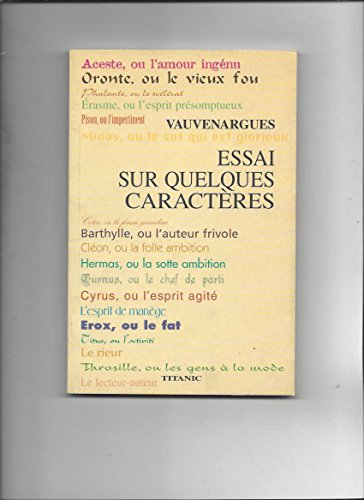 Aceste, ou l'amour ingénu
Oronte, ou le vieux fou
Phalante, ou le scélérat
Érasme, ou l'esprit présomptueux
Pison, ou l'impertinent
VAUVENARGUES
Midas, ou le sot qui est glorieux
ESSAI
SUR QUELQUES
CARACTÈRES
ou la fausse grandeur
Barthylle, ou l'auteur frivole
Cléon, ou la folle ambition
Hermas, ou la sotte ambition
Turnus, ou le chef de parti
Cyrus, ou l'esprit agité
L'esprit de manège
Erox, ou le fat
Titus, ou l'activité
Le rieur
Thrasille, ou les gens à la mode
Le lecteur-auteur
TITANIC